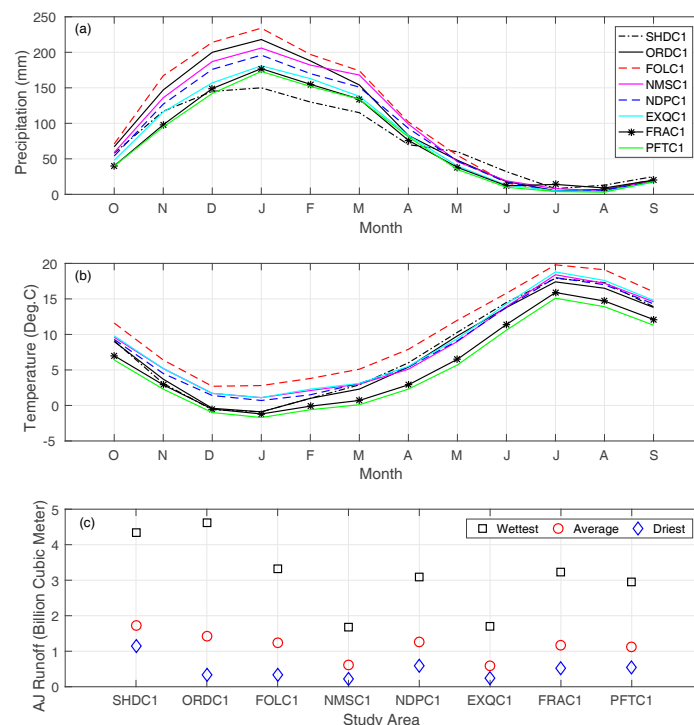 (a)
Precipitation (mm)
250
200
150
100
50
0
O N D J F M A M J J A S
Month
SHDC1
ORDC1
FOLC1
NMSC1
NDPC1
EXQC1
FRAC1
PFTC1
(b)
Temperature (Deg.C)
20
15
10
5
0
-5
O N D J F M A M J J A S
Month
(c)
AJ Runoff (Billion Cubic Meter)
5
4
3
2
1
0
Wettest Average Driest
SHDC1 ORDC1 FOLC1 NMSC1 NDPC1 EXQC1 FRAC1 PFTC1
Study Area